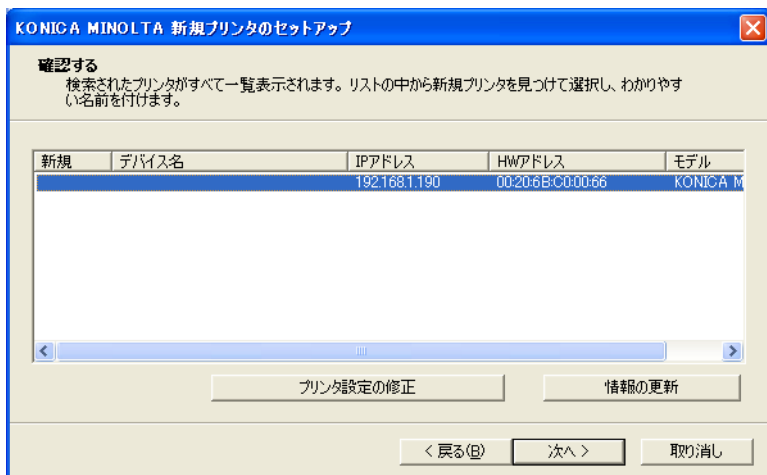 KONICA MINOLTA 新規プリンタのセットアップ
確認する
検索されたプリンタがすべて一覧表示されます。リストの中から新規プリンタを見つけて選択し、わかりやす
い名前を付けます。
新規 デバイス名 IPアドレス HWアドレス モデル
192.168.1.190 00:20:6B:C0:00:66 KONICA M
プリンタ設定の修正 情報の更新
< 戻る(B) 次へ > 取り消し